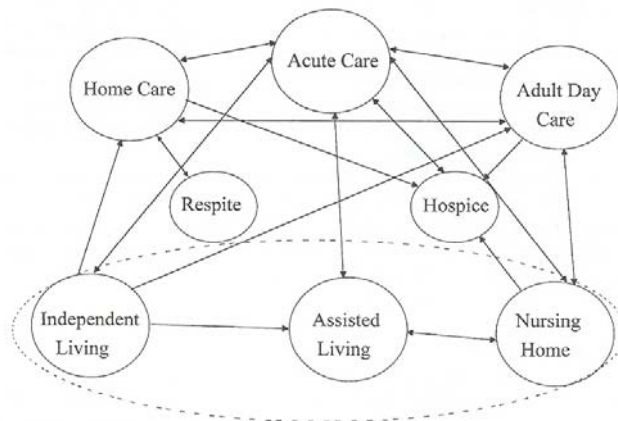 Acute Care
Home Care
Adult Day
Care
Respite
Hospice
Independent
Living
Assisted
Living
Nursing
Home